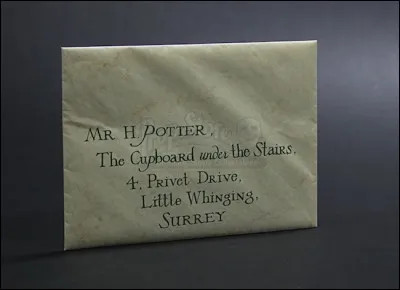 Mr H. Potter,
The Cupboard under the Stairs,
4, Privet Drive,
Little Whinging,
SURREY